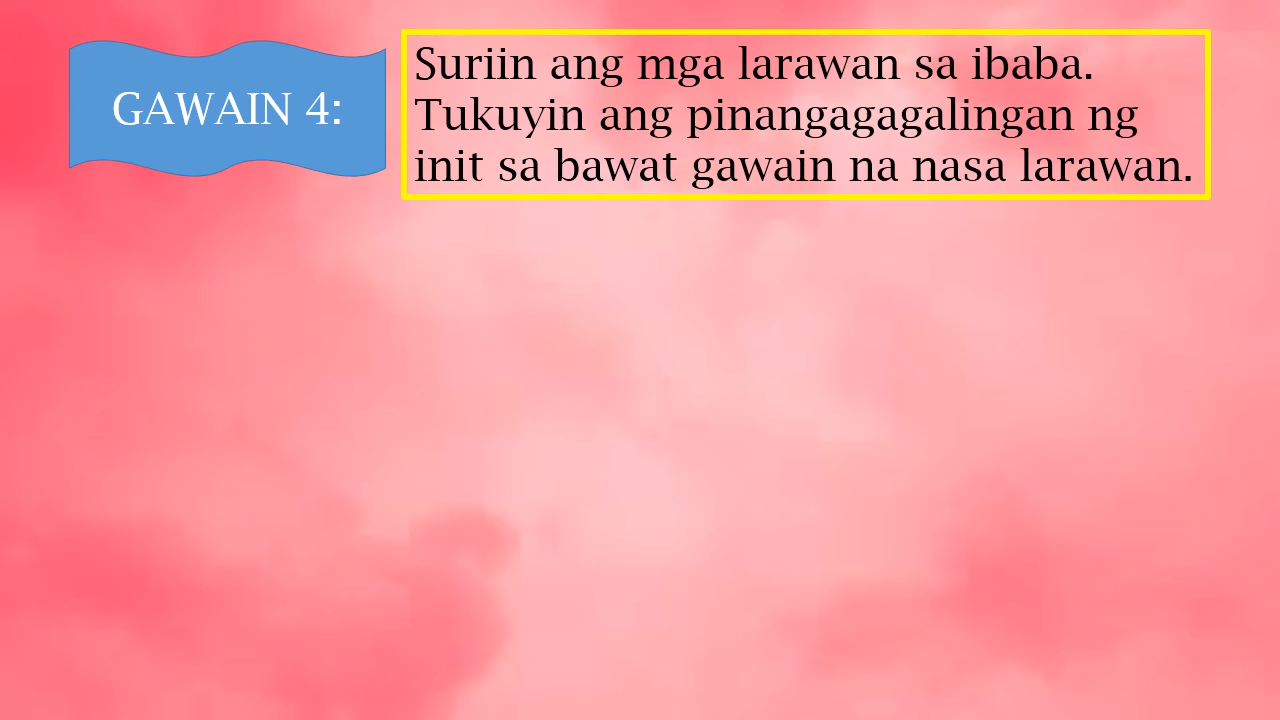 GAWAIN 4:
Suriin ang mga larawan sa ibaba.
Tukuyin ang pinangagagalingan ng
init sa bawat gawain na nasa larawan.